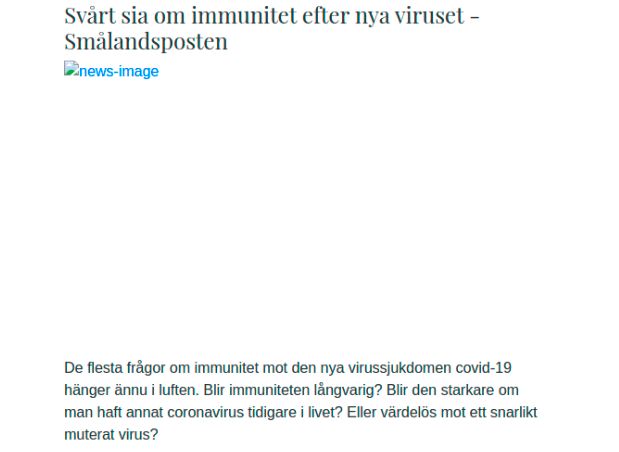 Svårt sia om immunitet efter nya viruset -
Smålandsposten
news-image
De flesta frågor om immunitet mot den nya virussjukdomen covid-19
hänger ännu i luften. Blir immuniteten långvarig? Blir den starkare om
man haft annat coronavirus tidigare i livet? Eller värdelös mot ett snarlikt
muterat virus?